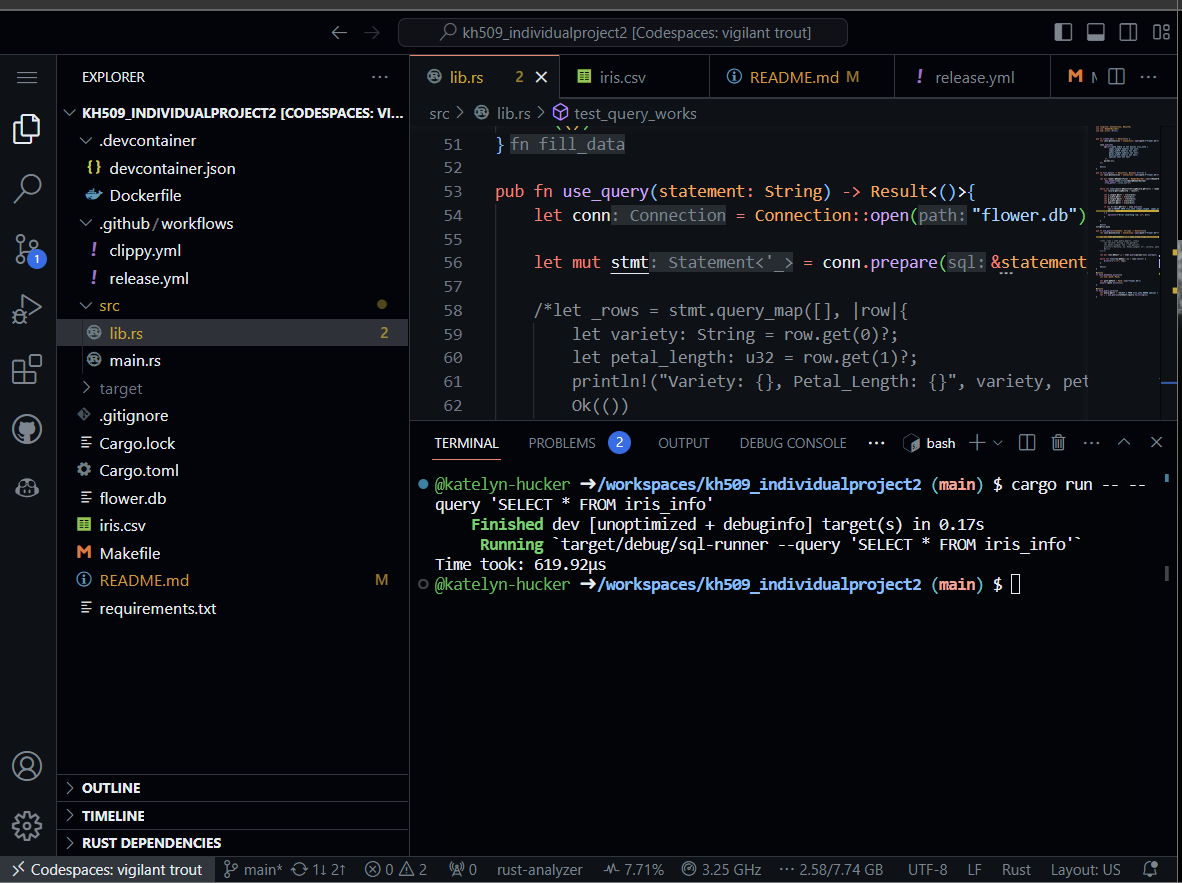 kh509_individualproject2 [Codespaces: vigilant trout]
EXPLORER
KH509_INDIVIDUALPROJECT2 [CODESPACES: VI...
.devcontainer
{} devcontainer.json
Dockerfile
.github / workflows
! clippy.yml
! release.yml
src
lib.rs 2
main.rs
target
.gitignore
Cargo.lock
Cargo.toml
flower.db
iris.csv
M Makefile
README.md M
requirements.txt
1
OUTLINE
TIMELINE
RUST DEPENDENCIES
lib.rs 2
iris.csv
README.md M
! release.yml
M
src > lib.rs > test_query_works
51 } fn fill_data
52
53 pub fn use_query(statement: String) -> Result<()>{
54 let conn: Connection = Connection::open(path: "flower.db")
55
56 let mut stmt: Statement<'_> = conn.prepare(sql: &statement
57
58 /*let _rows = stmt.query_map([], |row|{
59 let variety: String = row.get(0)?;
60 let petal_length: u32 = row.get(1)?;
61 println!("Variety: {}, Petal_Length: {}", variety, pet
62 Ok(())
TERMINAL PROBLEMS 2 OUTPUT DEBUG CONSOLE ... bash
@katelyn-hucker ➜/workspaces/kh509_individualproject2 (main) $ cargo run -- --
query 'SELECT * FROM iris_info'
Finished dev [unoptimized + debuginfo] target(s) in 0.17s
Running `target/debug/sql-runner --query 'SELECT * FROM iris_info'`
Time took: 619.92µs
@katelyn-hucker ➜/workspaces/kh509_individualproject2 (main) $
Codespaces: vigilant trout main* 1↓ 2↑ 0 2 0 rust-analyzer 7.71% 3.25 GHz 2.58/7.74 GB UTF-8 LF Rust Layout: US